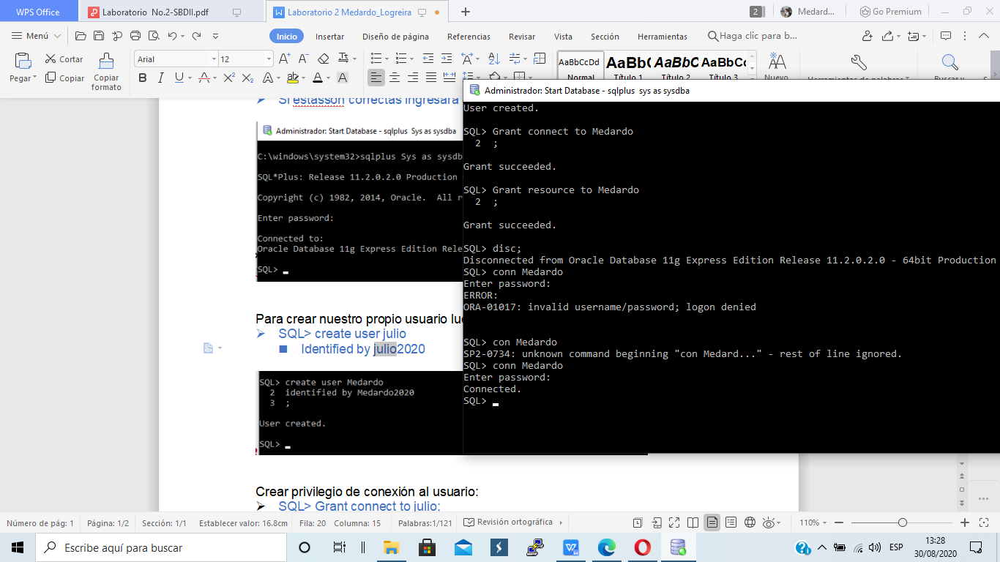 WPS Office
Laboratorio No.2-SBDII.pdf
Laboratorio 2 Medardo_Logreira
2
Medard...
Go Premium
Menú
Inicio
Insertar
Diseño de página
Referencias
Revisar
Vista
Sección
Herramientas
Haga clic para b...
Pegar
Cortar
Copiar
Copiar
formato
Arial
12
AaBbCcDd
Normal
AaBbC
Título 1
AaBbC
Título 2
AaBbCc
Título 3
Nuevo
Si estasson correctas ingresara
Administrador: Start Database - sqlplus Sys as sysdba
C:\windows\system32>sqlplus Sys as sysdb
SQL*Plus: Release 11.2.0.2.0 Production
Copyright (c) 1982, 2014, Oracle. All r
Enter password:
Connected to:
Oracle Database 11g Express Edition Rele
SQL>
Para crear nuestro propio usuario lu
SQL> create user julio
Identified by julio2020
SQL> create user Medardo
2 identified by Medardo2020
3 ;
User created.
SQL>
Crear privilegio de conexión al usuario:
SQL> Grant connect to julio;
Administrador: Start Database - sqlplus sys as sysdba
User created.
SQL> Grant connect to Medardo
2 ;
Grant succeeded.
SQL> Grant resource to Medardo
2 ;
Grant succeeded.
SQL> disc;
Disconnected from Oracle Database 11g Express Edition Release 11.2.0.2.0 - 64bit Production
SQL> conn Medardo
Enter password:
ERROR:
ORA-01017: invalid username/password; logon denied
SQL> con Medardo
SP2-0734: unknown command beginning "con Medard..." - rest of line ignored.
SQL> conn Medardo
Enter password:
Connected.
SQL>
Número de pág: 1
Página: 1/2
Sección: 1/1
Establecer valor: 16.8cm
Fila: 20
Columna: 15
Palabras:1/121
Revisión ortográfica
110%
Escribe aquí para buscar
ESP
13:28
30/08/2020